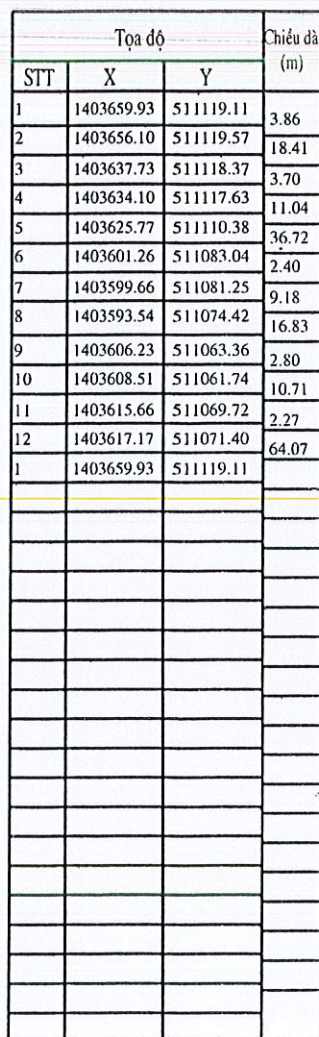 Tọa độ Chiều dà
STT X Y (m)
1 1403659.93 511119.11
3.86
2 1403656.10 511119.57
18.41
3 1403637.73 511118.37
3.70
4 1403634.10 511117.63
11.04
5 1403625.77 511110.38
36.72
6 1403601.26 511083.04
2.40
7 1403599.66 511081.25
9.18
8 1403593.54 511074.42
16.83
9 1403606.23 511063.36
2.80
10 1403608.51 511061.74
10.71
11 1403615.66 511069.72
2.27
12 1403617.17 511071.40
64.07
1 1403659.93 511119.11